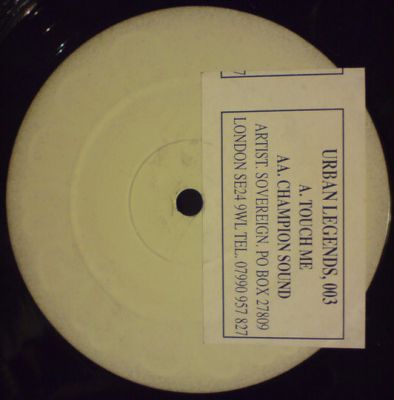 URBAN LEGENDS, 003
A. TOUCH ME
AA. CHAMPION SOUND
ARTIST. SOVEREIGN. PO BOX 27809
LONDON SE24 9WL TEL. 07990 957 827
7